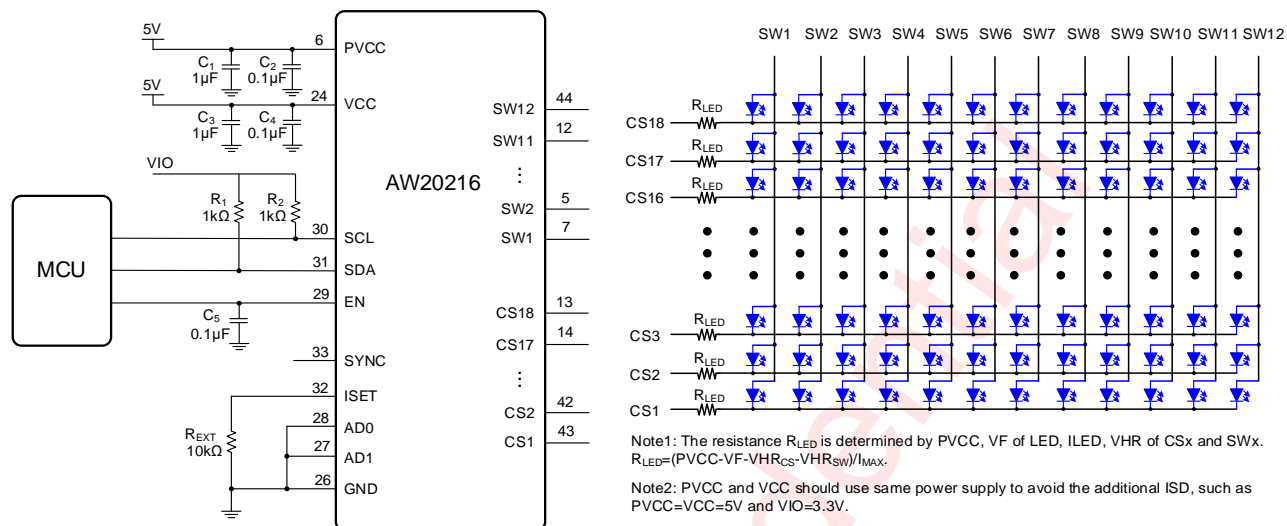 5V
6
PVCC
C1
1μF
C2
0.1μF
5V
24
VCC
C3
1μF
C4
0.1μF
VIO
R1
1kΩ
R2
1kΩ
MCU
30
SCL
31
SDA
29
EN
C5
0.1μF
33
SYNC
32
ISET
REXT
10kΩ
28
AD0
27
AD1
26
GND
AW20216
SW12
44
SW11
12
SW2
5
SW1
7
CS18
13
CS17
14
CS2
42
CS1
43
SW1 SW2 SW3 SW4 SW5 SW6 SW7 SW8 SW9 SW10 SW11 SW12
RLED
CS18
RLED
CS17
RLED
CS16
RLED
CS3
RLED
CS2
RLED
CS1
Note1: The resistance RLED is determined by PVCC, VF of LED, ILED, VHR of CSx and SWx.
RLED=(PVCC-VF-VHRCS-VHRSW)/IMAX.
Note2: PVCC and VCC should use same power supply to avoid the additional ISD, such as
PVCC=VCC=5V and VIO=3.3V.
dential